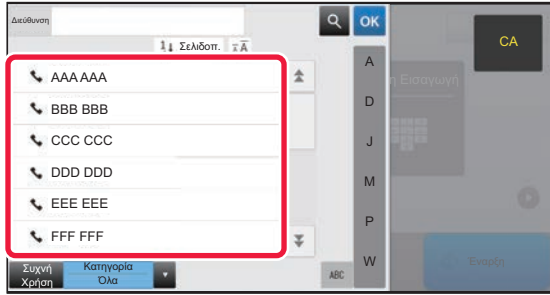 Διεύθυνση
OK
CA
Σελιδοπ.
AAA AAA
BBB BBB
CCC CCC
DDD DDD
EEE EEE
FFF FFF
A
D
J
M
P
W
η Εισαγωγή
Συχνή Χρήση
Κατηγορία
Όλα
ABC
Έναρξη